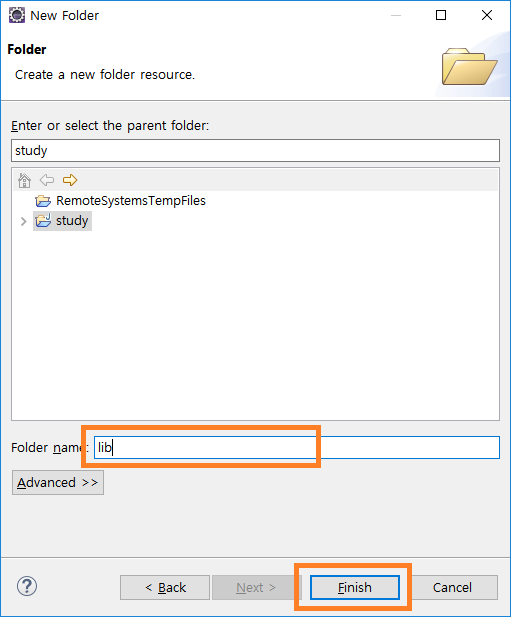 New Folder
Folder
Create a new folder resource.
Enter or select the parent folder:
study
RemoteSystemsTempFiles
study
Folder name: lib
Advanced >>
? < Back Next > Finish Cancel